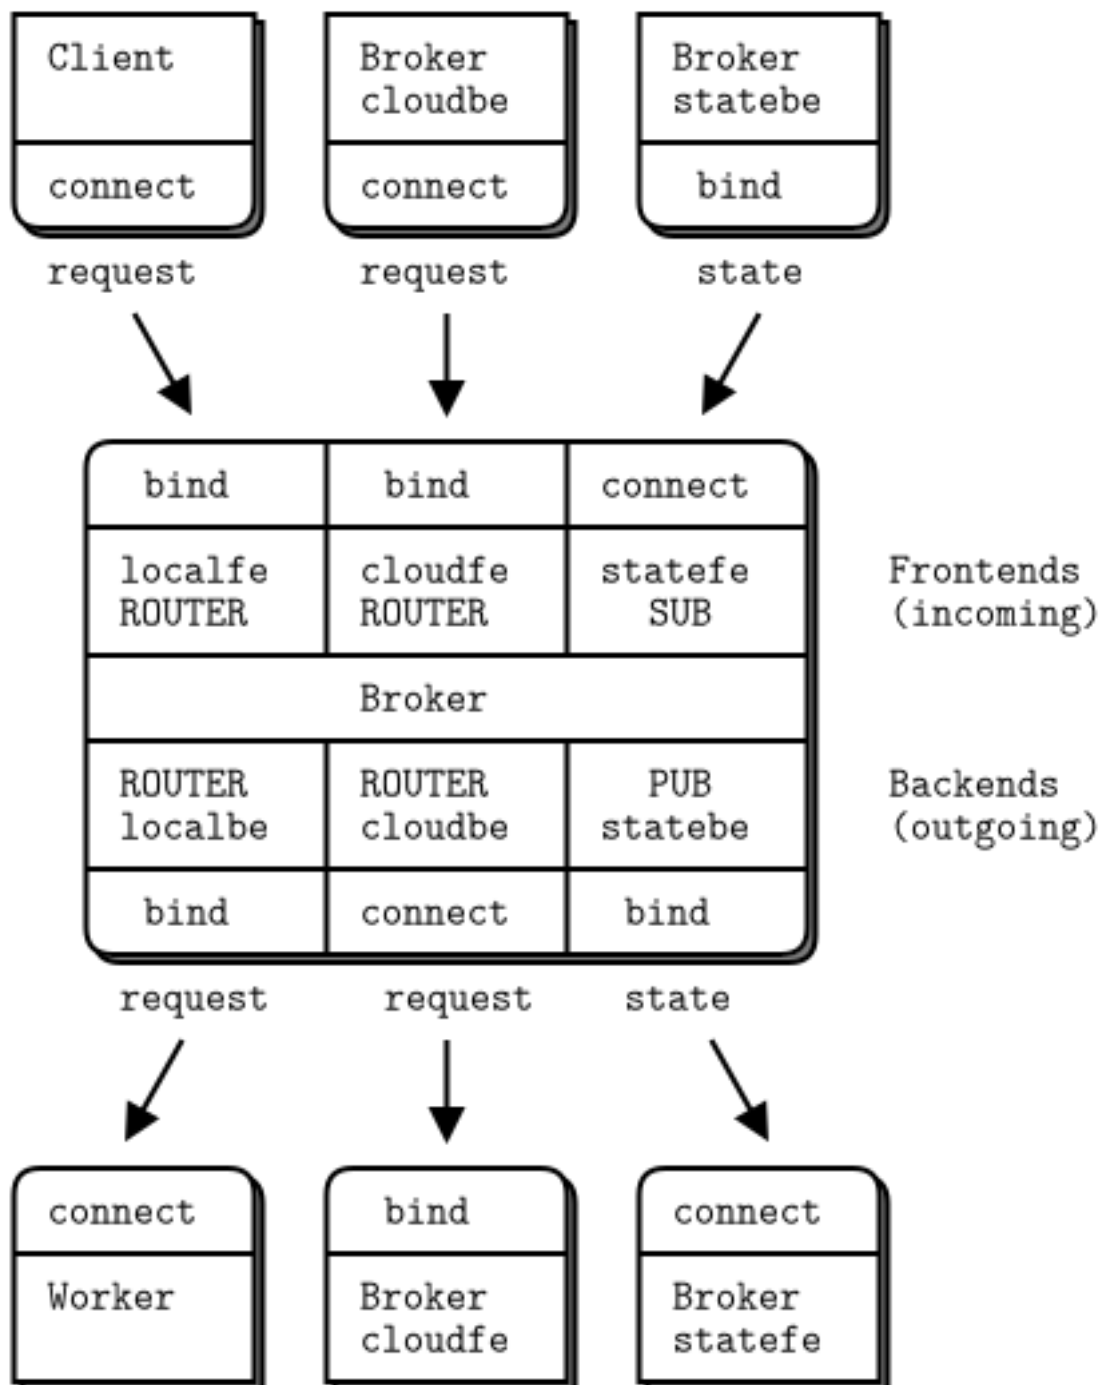 Client
Broker
cloudbe
Broker
statebe
connect
connect
bind
request
request
state
bind
bind
connect
localfe
ROUTER
cloudfe
ROUTER
statefe
SUB
Frontends
(incoming)
Broker
ROUTER
localbe
ROUTER
cloudbe
PUB
statebe
Backends
(outgoing)
bind
connect
bind
request
request
state
connect
bind
connect
Worker
Broker
cloudfe
Broker
statefe